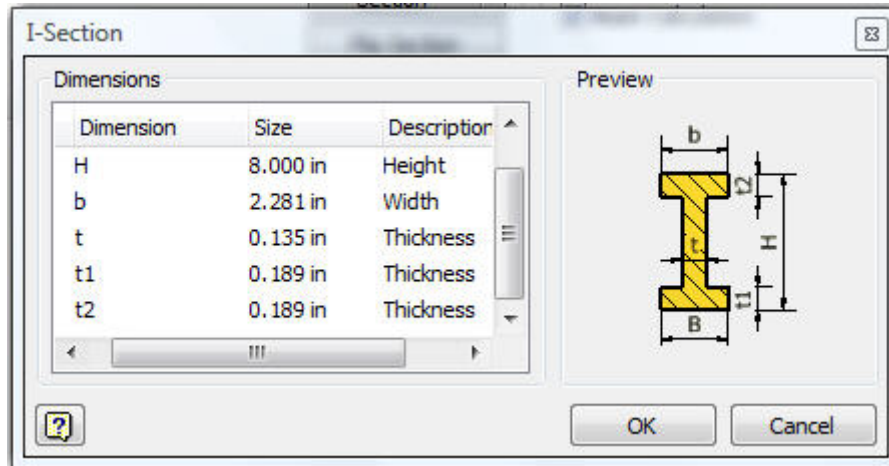 I-Section
Dimensions
Dimension Size Description
H 8.000 in Height
b 2.281 in Width
t 0.135 in Thickness
t1 0.189 in Thickness
t2 0.189 in Thickness
Preview
b
t2
t
H
t1
B
?
OK Cancel